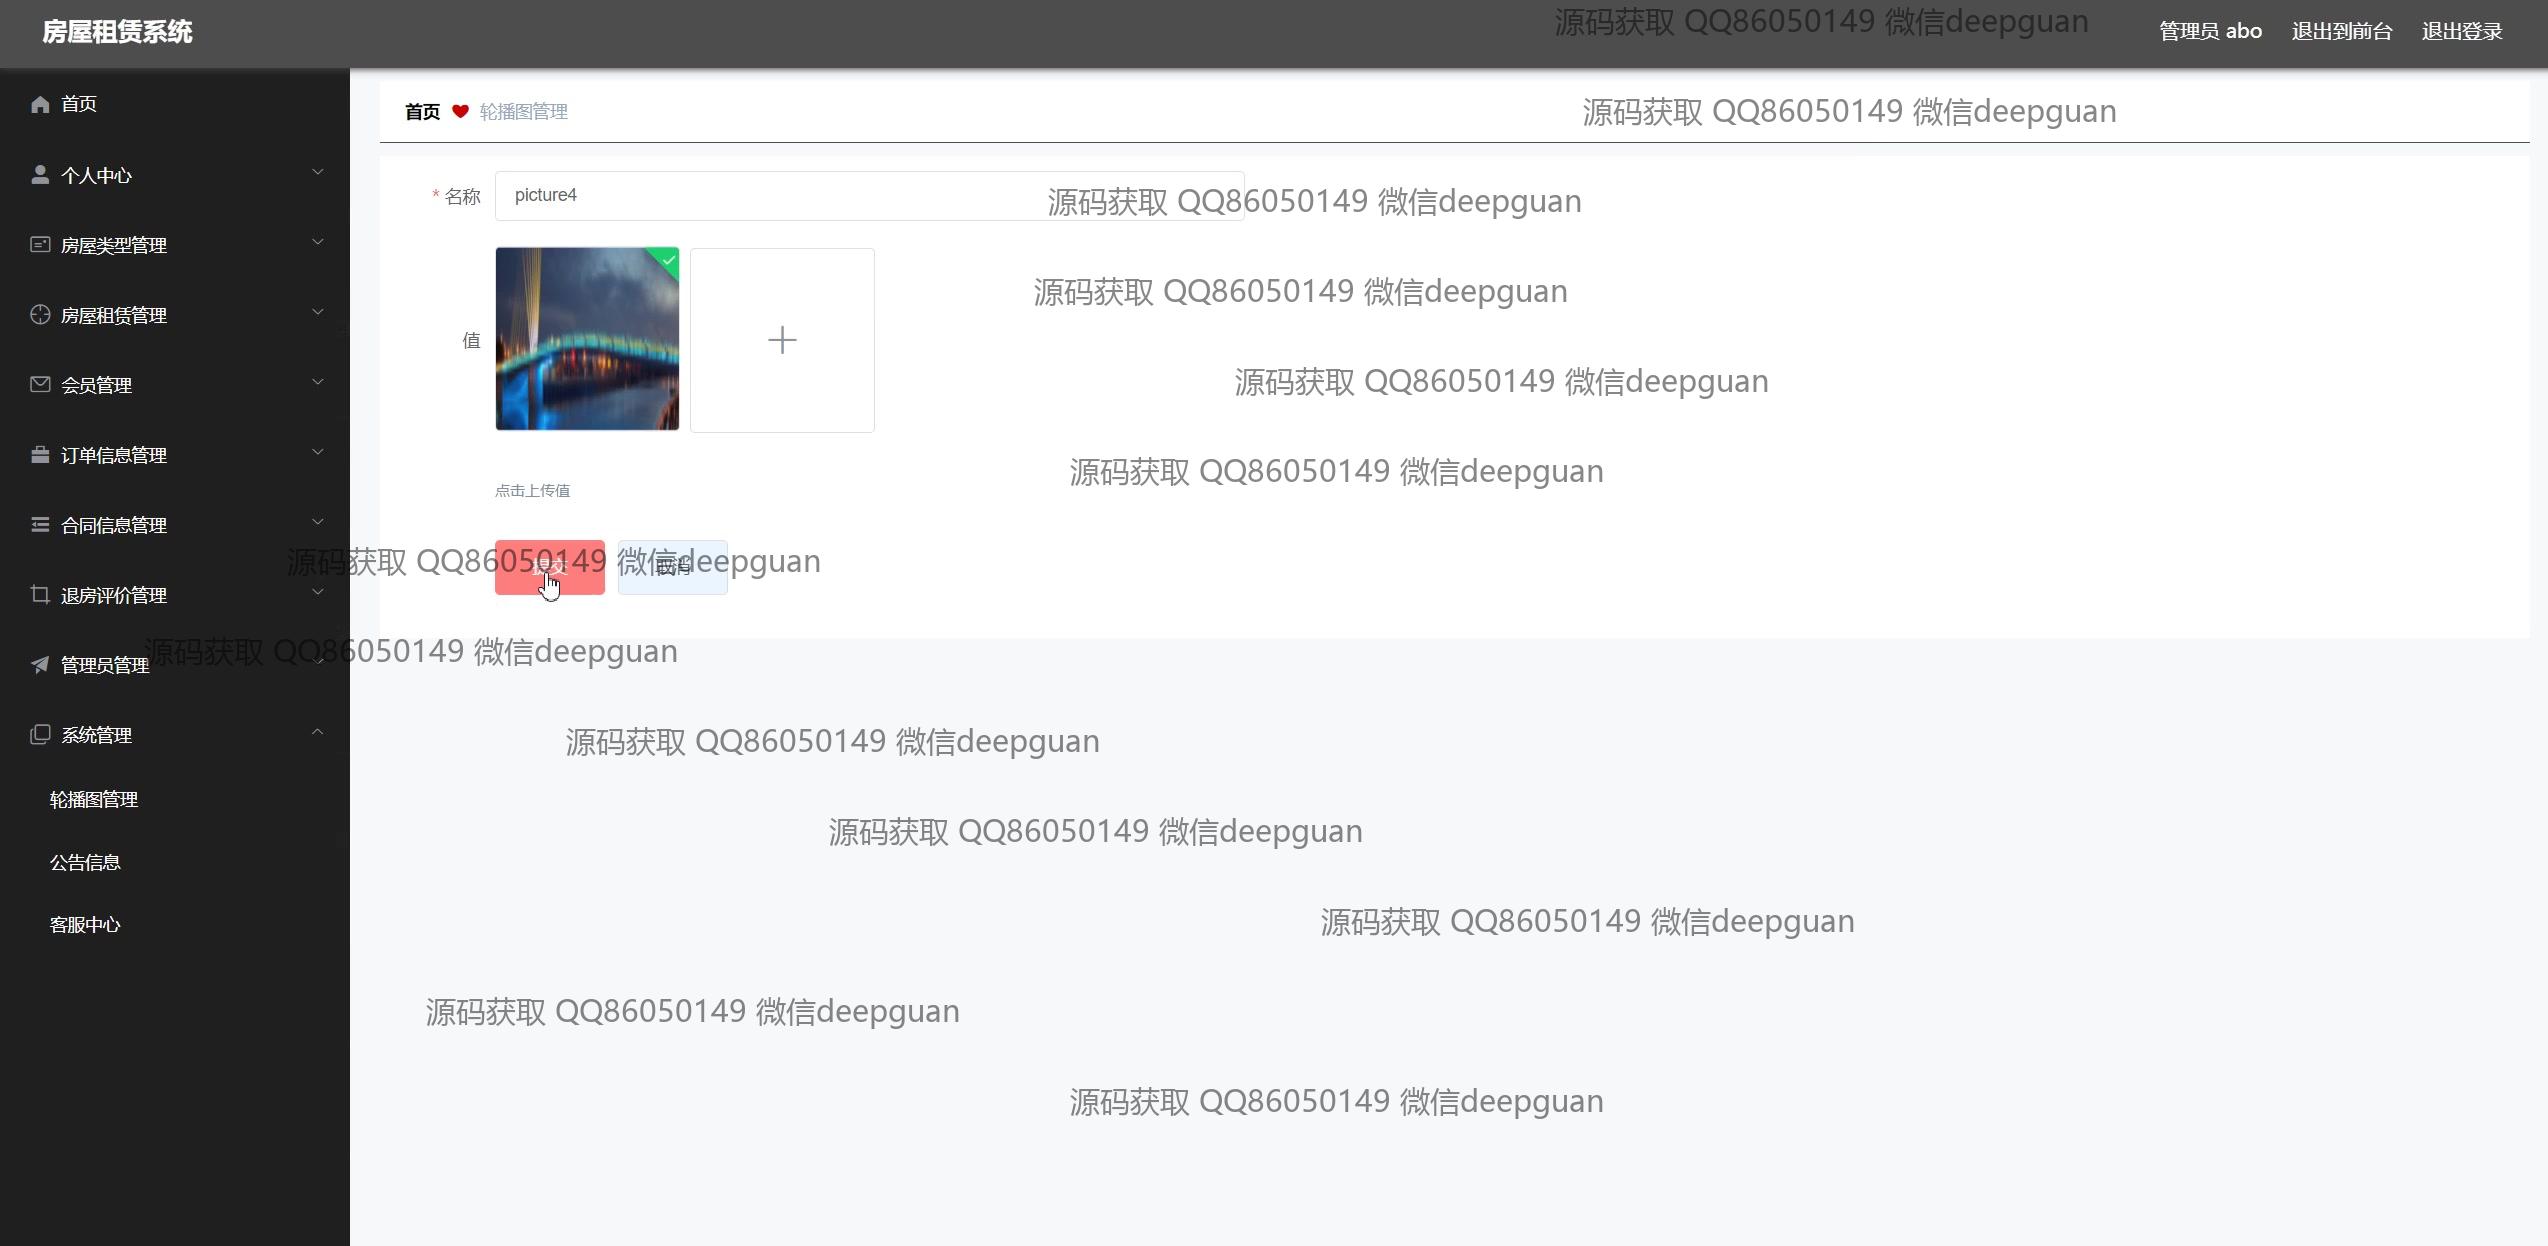 房屋租赁系统
源码获取 QQ86050149 微信deepguan
管理员 abo
退出到前台
退出登录
首页
个人中心
房屋类型管理
房屋租赁管理
会员管理
订单信息管理
合同信息管理
退房评价管理
管理员管理
系统管理
轮播图管理
公告信息
客服中心
首页 轮播图管理
源码获取 QQ86050149 微信deepguan
* 名称
picture4
源码获取 QQ86050149 微信deepguan
源码获取 QQ86050149 微信deepguan
值
源码获取 QQ86050149 微信deepguan
源码获取 QQ86050149 微信deepguan
点击上传值
提交
取消
源码获取 QQ86050149 微信deepguan
源码获取 QQ86050149 微信deepguan
源码获取 QQ86050149 微信deepguan
源码获取 QQ86050149 微信deepguan
源码获取 QQ86050149 微信deepguan
源码获取 QQ86050149 微信deepguan
源码获取 QQ86050149 微信deepguan